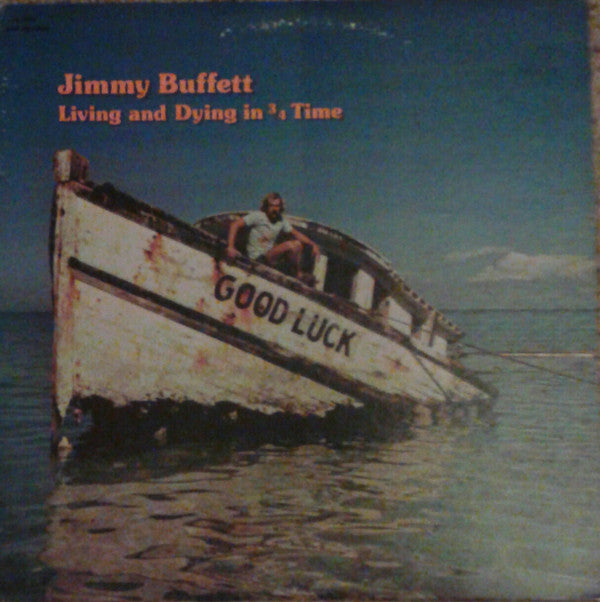 Jimmy Buffett
Living and Dying in ¾ Time
GOOD LUCK